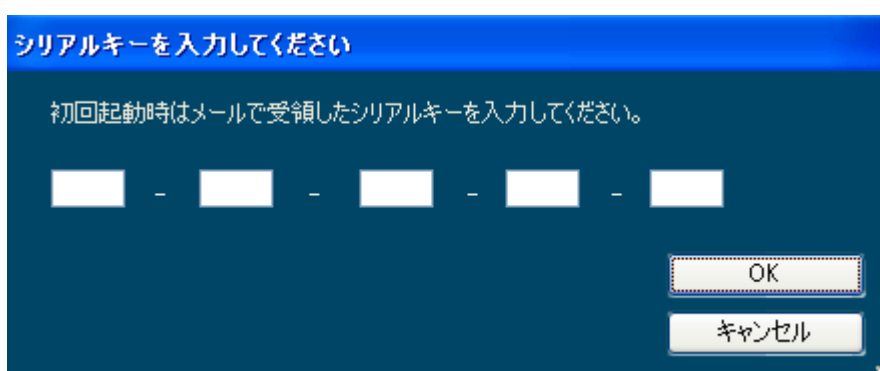 シリアルキーを入力してください
初回起動時はメールで受領したシリアルキーを入力してください。
- - - -
OK
キャンセル